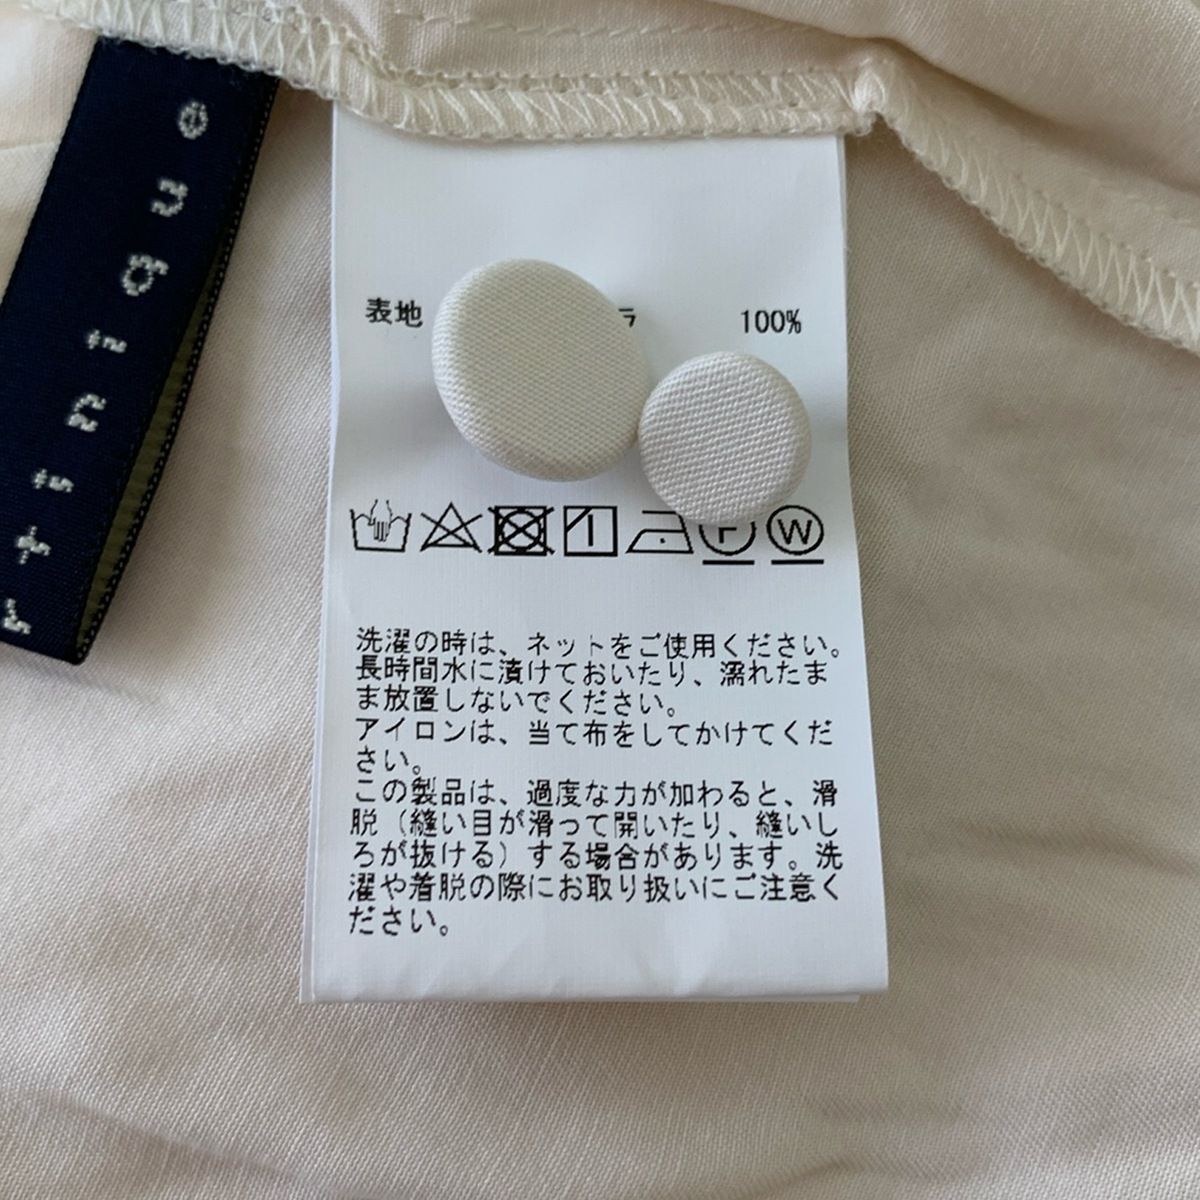 表地 ラ 100%
P W
洗濯の時は、ネットをご使用ください。
長時間水に漬けておいたり、濡れたま
ま放置しないでください。
アイロンは、当て布をしてかけてくだ
さい。
この製品は、過度な力が加わると、滑
脱（縫い目が滑って開いたり、縫いし
ろが抜ける）する場合があります。洗
濯や着脱の際にお取り扱いにご注意く
ださい。